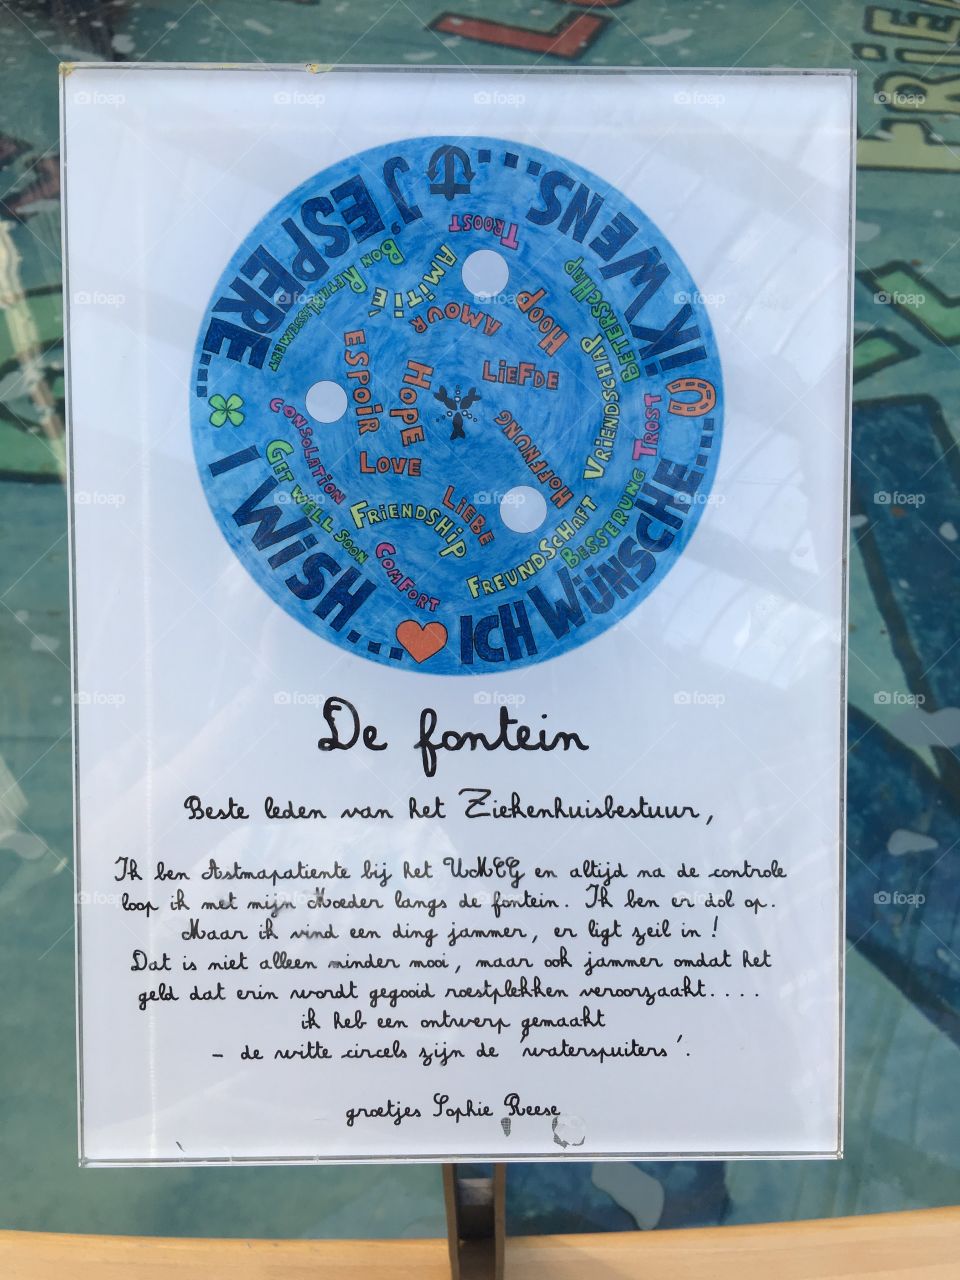 J'ESPERE...
IK WENS...
I WISH...
ICH WÜNSCHE...
TROOST
BON RETABLISSEMENT
AMITIE
AMOUR
HOOP
BETERSCHAP
ESPOIR
HOPE
LIEFDE
VRIENDSCHAP
TROST
CONSOLATION
LOVE
HOFFNUNG
GET WELL SOON
FRIENDSHIP
LIEBE
BESSERUNG
FREUNDSCHAFT
COMFORT
De fontein
Beste leden van het Ziekenhuisbestuur,
Ik ben Astmapatiente bij het UMCG en altijd na de controle
loop ik met mijn Moeder langs de fontein. Ik ben er dol op.
Maar ik vind een ding jammer, er ligt zeil in!
Dat is niet alleen minder mooi, maar ook jammer omdat het
geld dat erin wordt gegooid roestplekken veroorzaakt....
ik heb een ontwerp gemaakt
- de witte circels zijn de 'waterspuiters'.
groetjes Sophie Reese
foap